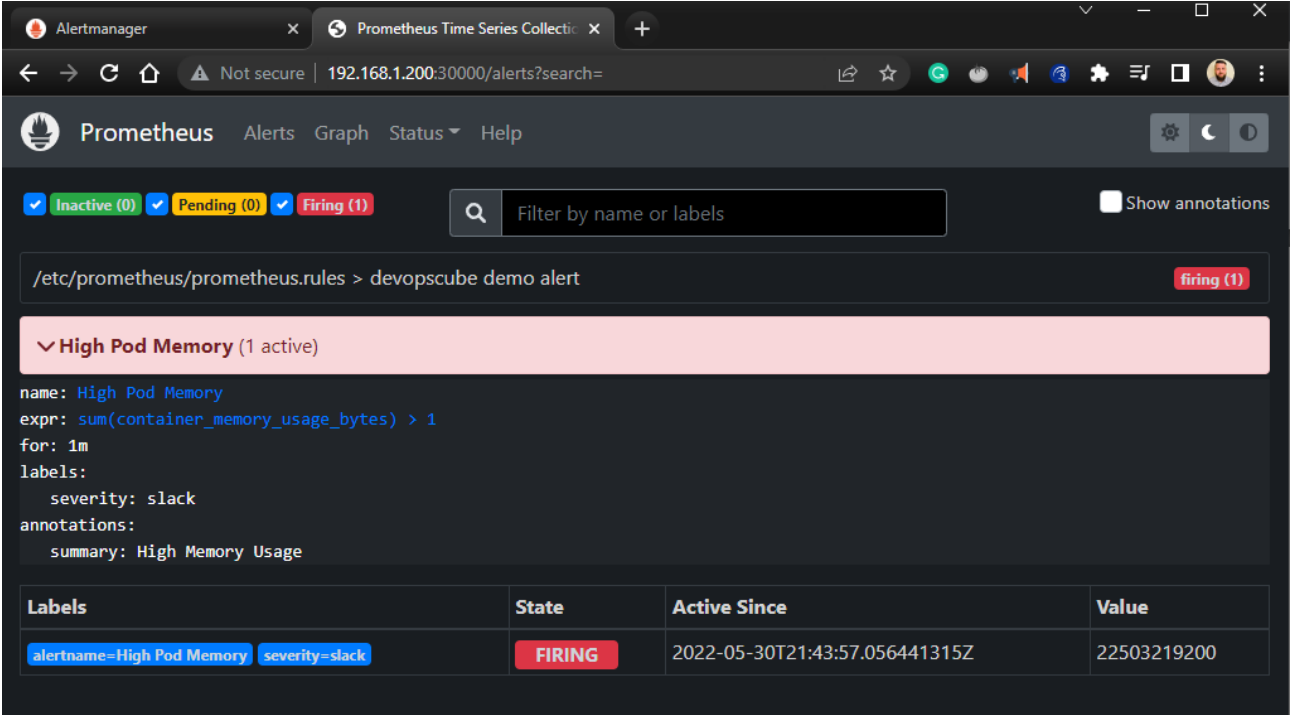 Alertmanager
Prometheus Time Series Collectic
Not secure | 192.168.1.200:30000/alerts?search=
Prometheus Alerts Graph Status Help
Inactive (0) Pending (0) Firing (1) Filter by name or labels Show annotations
/etc/prometheus/prometheus.rules > devopscube demo alert firing (1)
High Pod Memory (1 active)
name: High Pod Memory
expr: sum(container_memory_usage_bytes) > 1
for: 1m
labels:
severity: slack
annotations:
summary: High Memory Usage
Labels State Active Since Value
alertname=High Pod Memory severity=slack FIRING 2022-05-30T21:43:57.056441315Z 22503219200